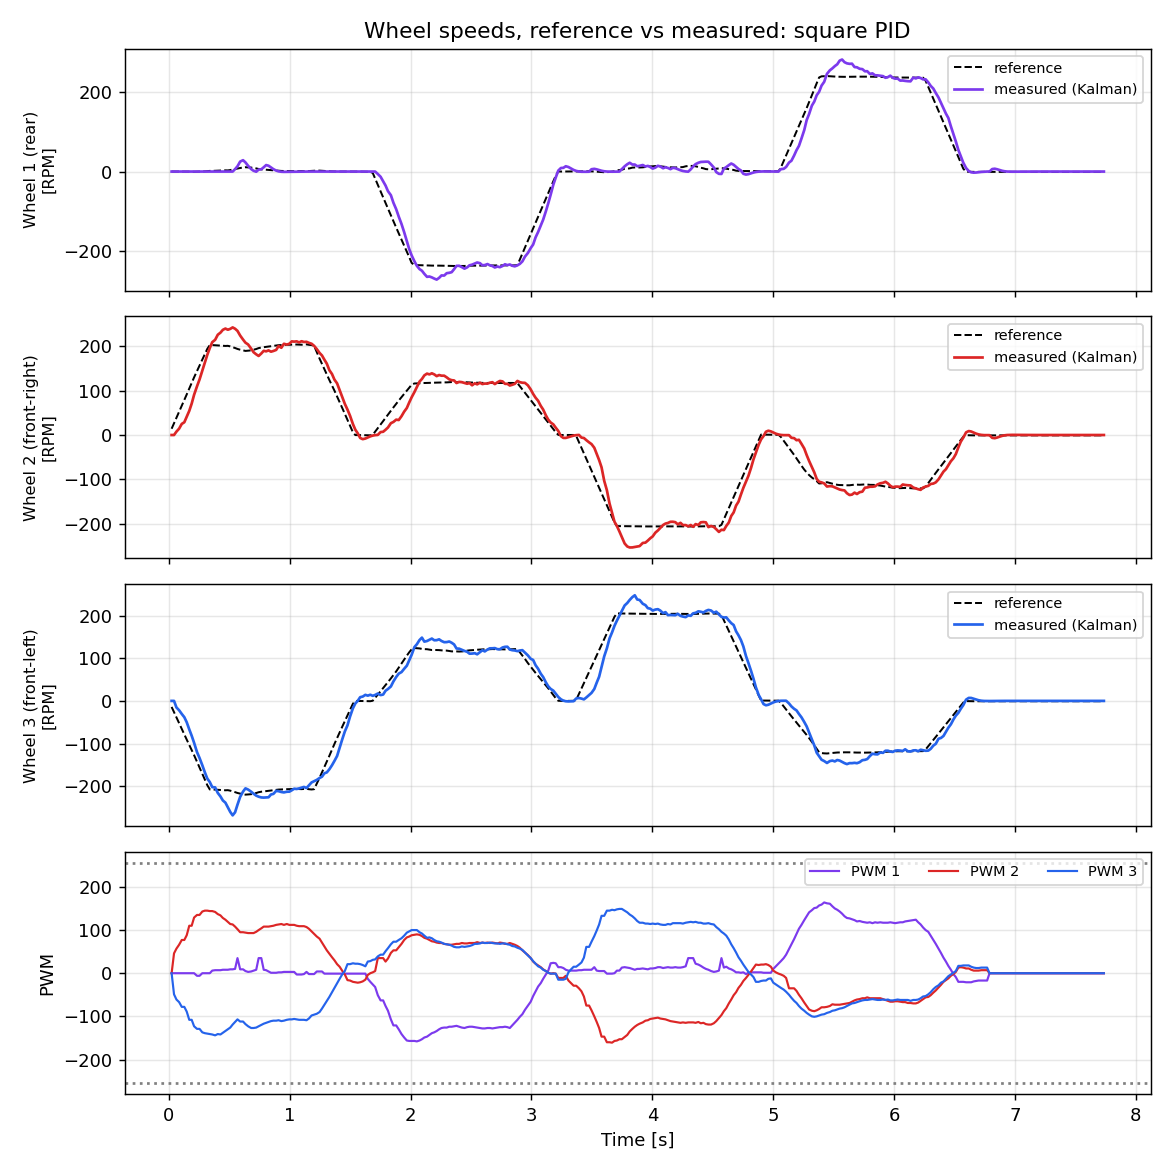 Wheel speeds, reference vs measured: square PID
Wheel 1 (rear)
[RPM]
200
0
−200
reference
measured (Kalman)
Wheel 2 (front-right)
[RPM]
200
100
0
−100
−200
reference
measured (Kalman)
Wheel 3 (front-left)
[RPM]
200
100
0
−100
−200
reference
measured (Kalman)
PWM
200
100
0
−100
−200
PWM 1 PWM 2 PWM 3
0 1 2 3 4 5 6 7 8
Time [s]